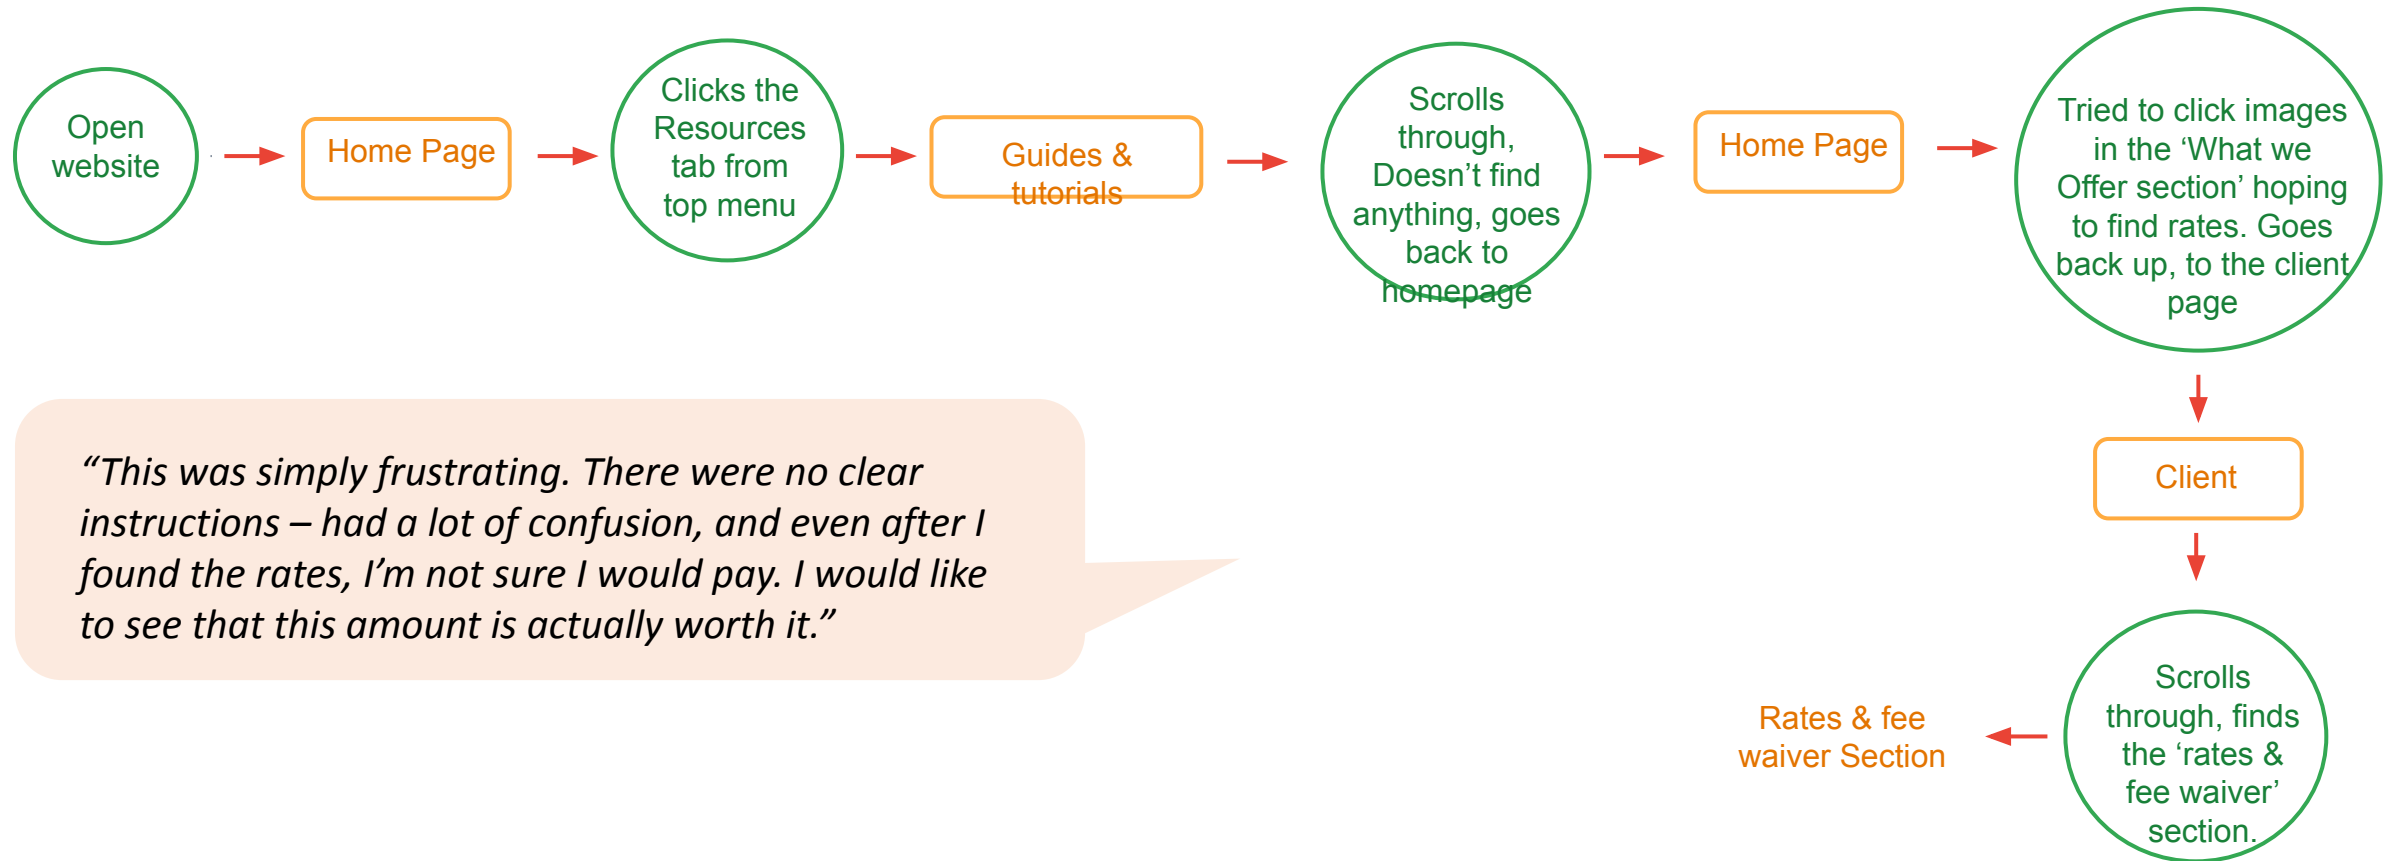 Open
website
Home Page
Clicks the
Resources
tab from
top menu
Guides &
tutorials
Scrolls
through,
Doesn’t find
anything, goes
back to
homepage
Home Page
Tried to click images
in the ‘What we
Offer section’ hoping
to find rates. Goes
back up, to the client
page
Client
Scrolls
through, finds
the ‘rates &
fee waiver’
section.
Rates & fee
waiver Section
“This was simply frustrating. There were no clear
instructions – had a lot of confusion, and even after I
found the rates, I’m not sure I would pay. I would like
to see that this amount is actually worth it.”